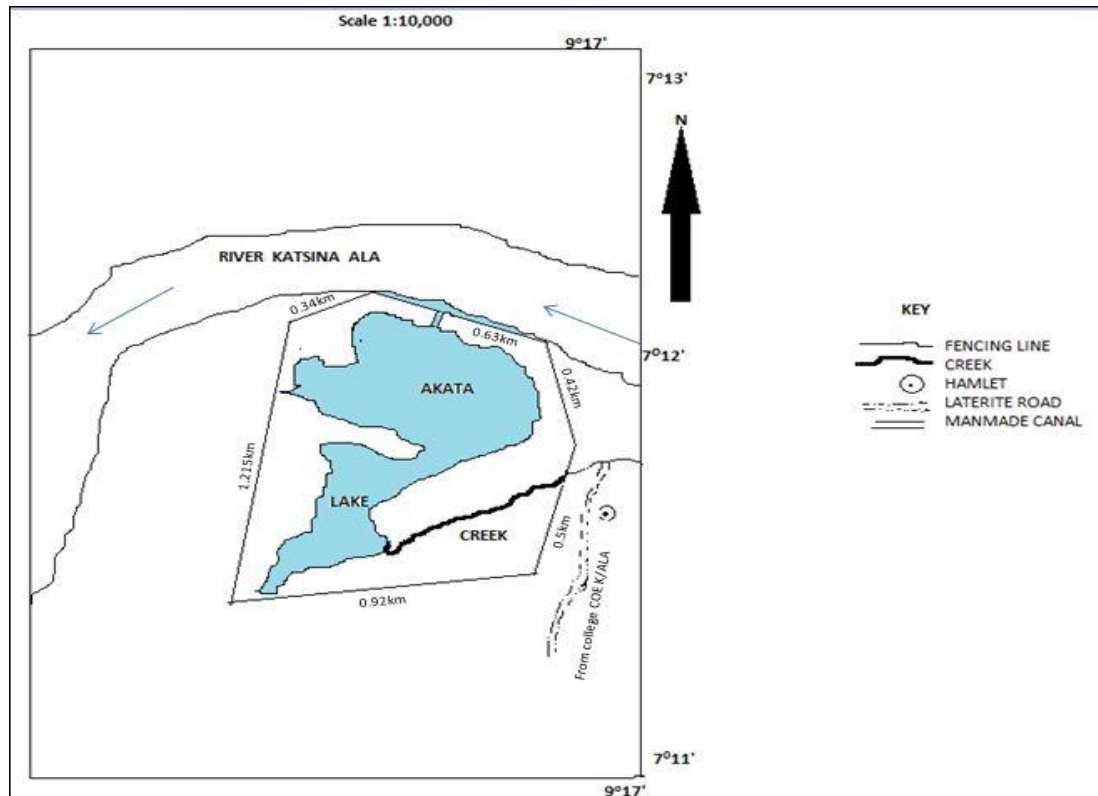 Scale 1:10,000
9°17'
7°13'
N
RIVER KATSINA ALA
0.34km
0.63km
KEY
7°12'
FENCING LINE
CREEK
HAMLET
LATERITE ROAD
MANMADE CANAL
0.42km
AKATA
1.215km
LAKE
CREEK
0.5km
From college COE K/ALA
0.92km
7°11'
9°17'